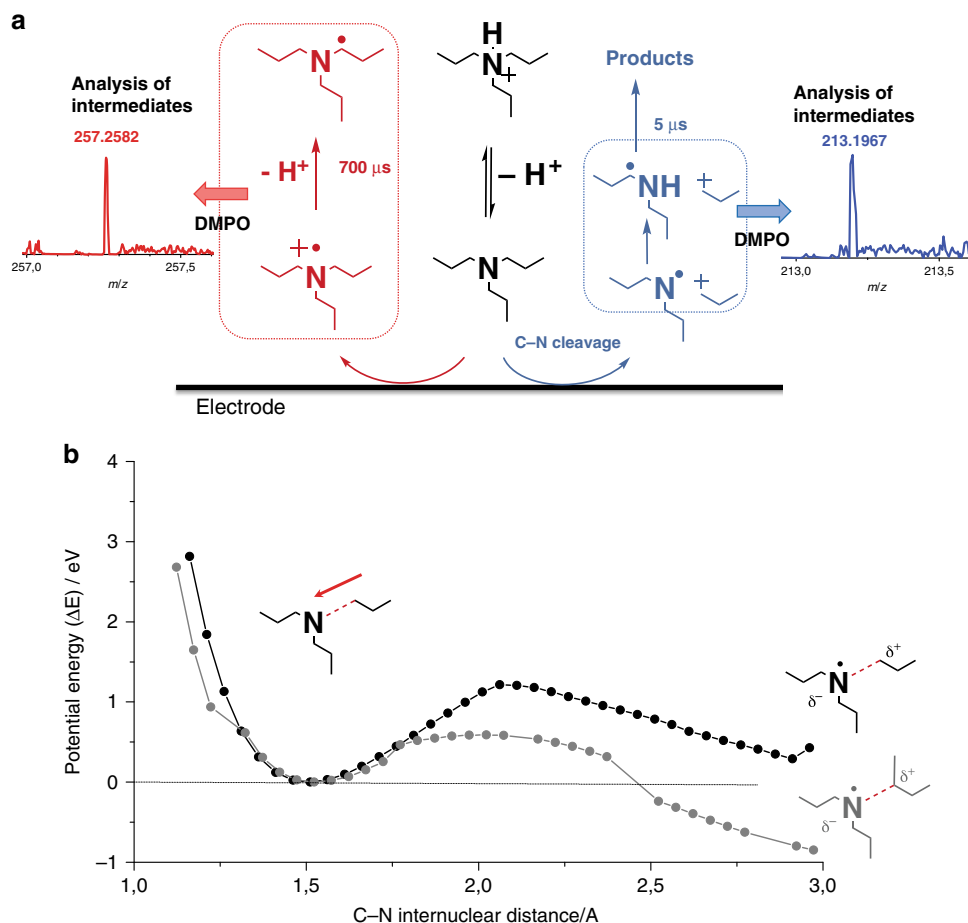 a
H
N
+
N
•
Products
Analysis of
intermediates
257.2582
- H⁺
700 µs
– H⁺
5 µs
Analysis of
intermediates
213.1967
•
NH
+
DMPO
DMPO
257,0
257,5
m/z
+•
N
N
N•
+
213,0
213,5
m/z
C–N cleavage
Electrode
b
4
3
2
1
0
–1
Potential energy (ΔE) / eV
N
δ⁺
•
N
δ⁻
δ⁺
•
N
δ⁻
1,0
1,5
2,0
2,5
3,0
C–N internuclear distance/A